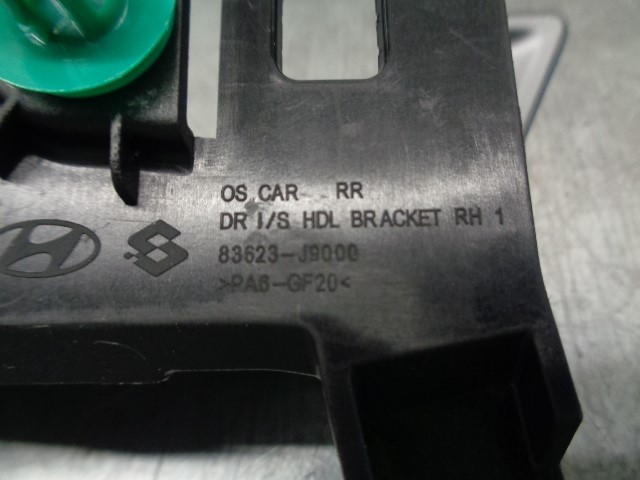 OS CAR RR
DR I/S HDL BRACKET RH 1
83623-J9000
>PA6-GF20<